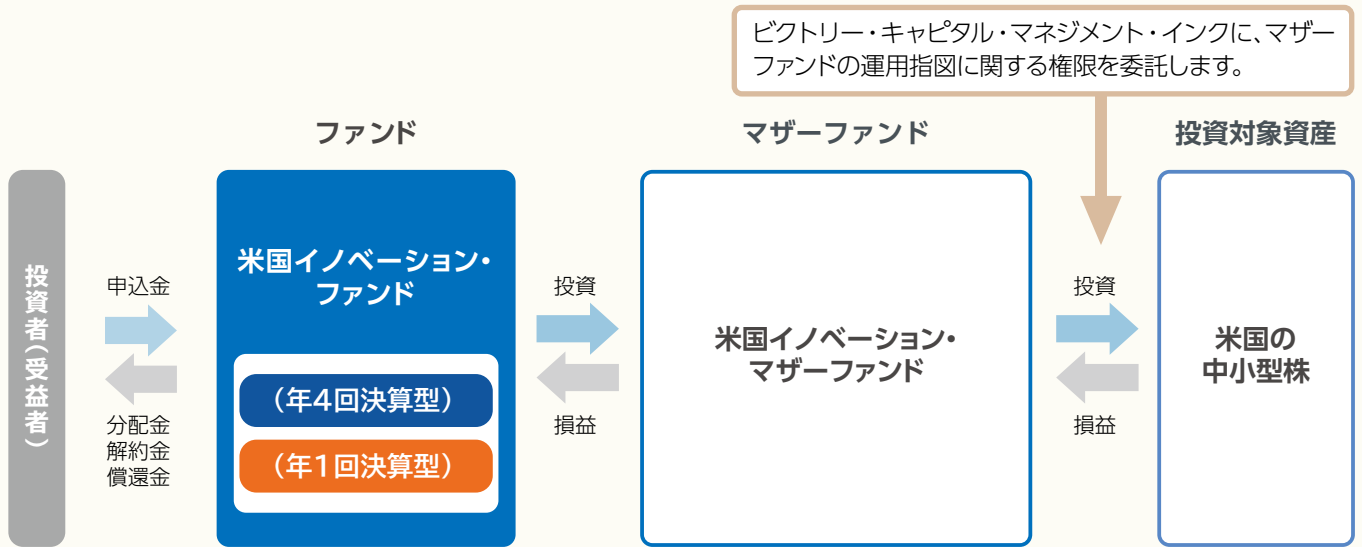 ビクトリー・キャピタル・マネジメント・インクに、マザー
ファンドの運用指図に関する権限を委託します。
ファンド
マザーファンド
投資対象資産
投資者(受益者)
申込金
分配金
解約金
償還金
米国イノベーション・
ファンド
(年4回決算型)
(年1回決算型)
投資
損益
米国イノベーション・
マザーファンド
投資
損益
米国の
中小型株